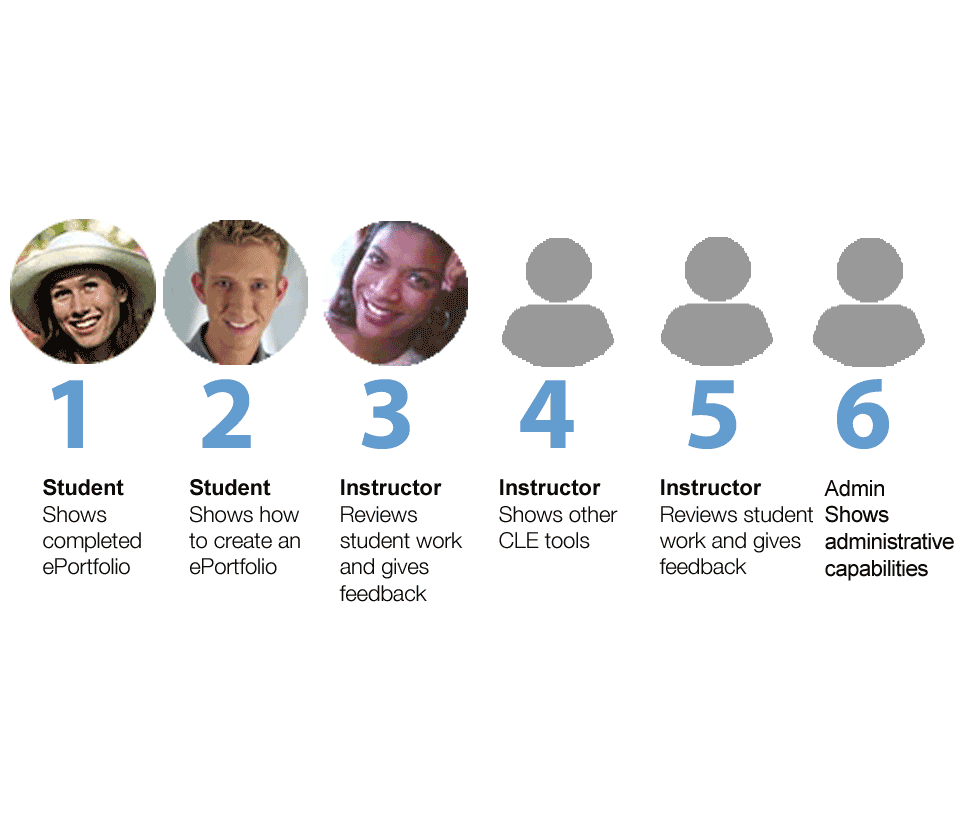 1
2
3
4
5
6
Student
Shows
completed
ePortfolio
Student
Shows how
to create an
ePortfolio
Instructor
Reviews
student work
and gives
feedback
Instructor
Shows other
CLE tools
Instructor
Reviews student
work and gives
feedback
Admin
Shows
administrative
capabilities